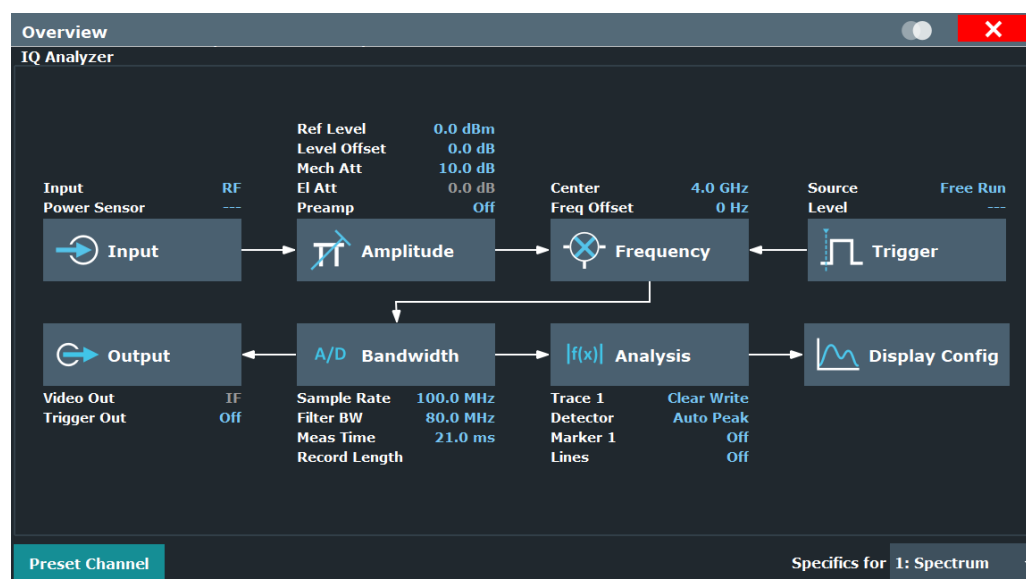 Overview
IQ Analyzer
Ref Level 0.0 dBm
Level Offset 0.0 dB
Mech Att 10.0 dB
Input RF El Att 0.0 dB Center 4.0 GHz Source Free Run
Power Sensor --- Preamp Off Freq Offset 0 Hz Level ---
Input Amplitude Frequency Trigger
Output A/D Bandwidth |f(x)| Analysis Display Config
Video Out IF Sample Rate 100.0 MHz Trace 1 Clear Write
Trigger Out Off Filter BW 80.0 MHz Detector Auto Peak
Meas Time 21.0 ms Marker 1 Off
Record Length Lines Off
Preset Channel Specifics for 1: Spectrum